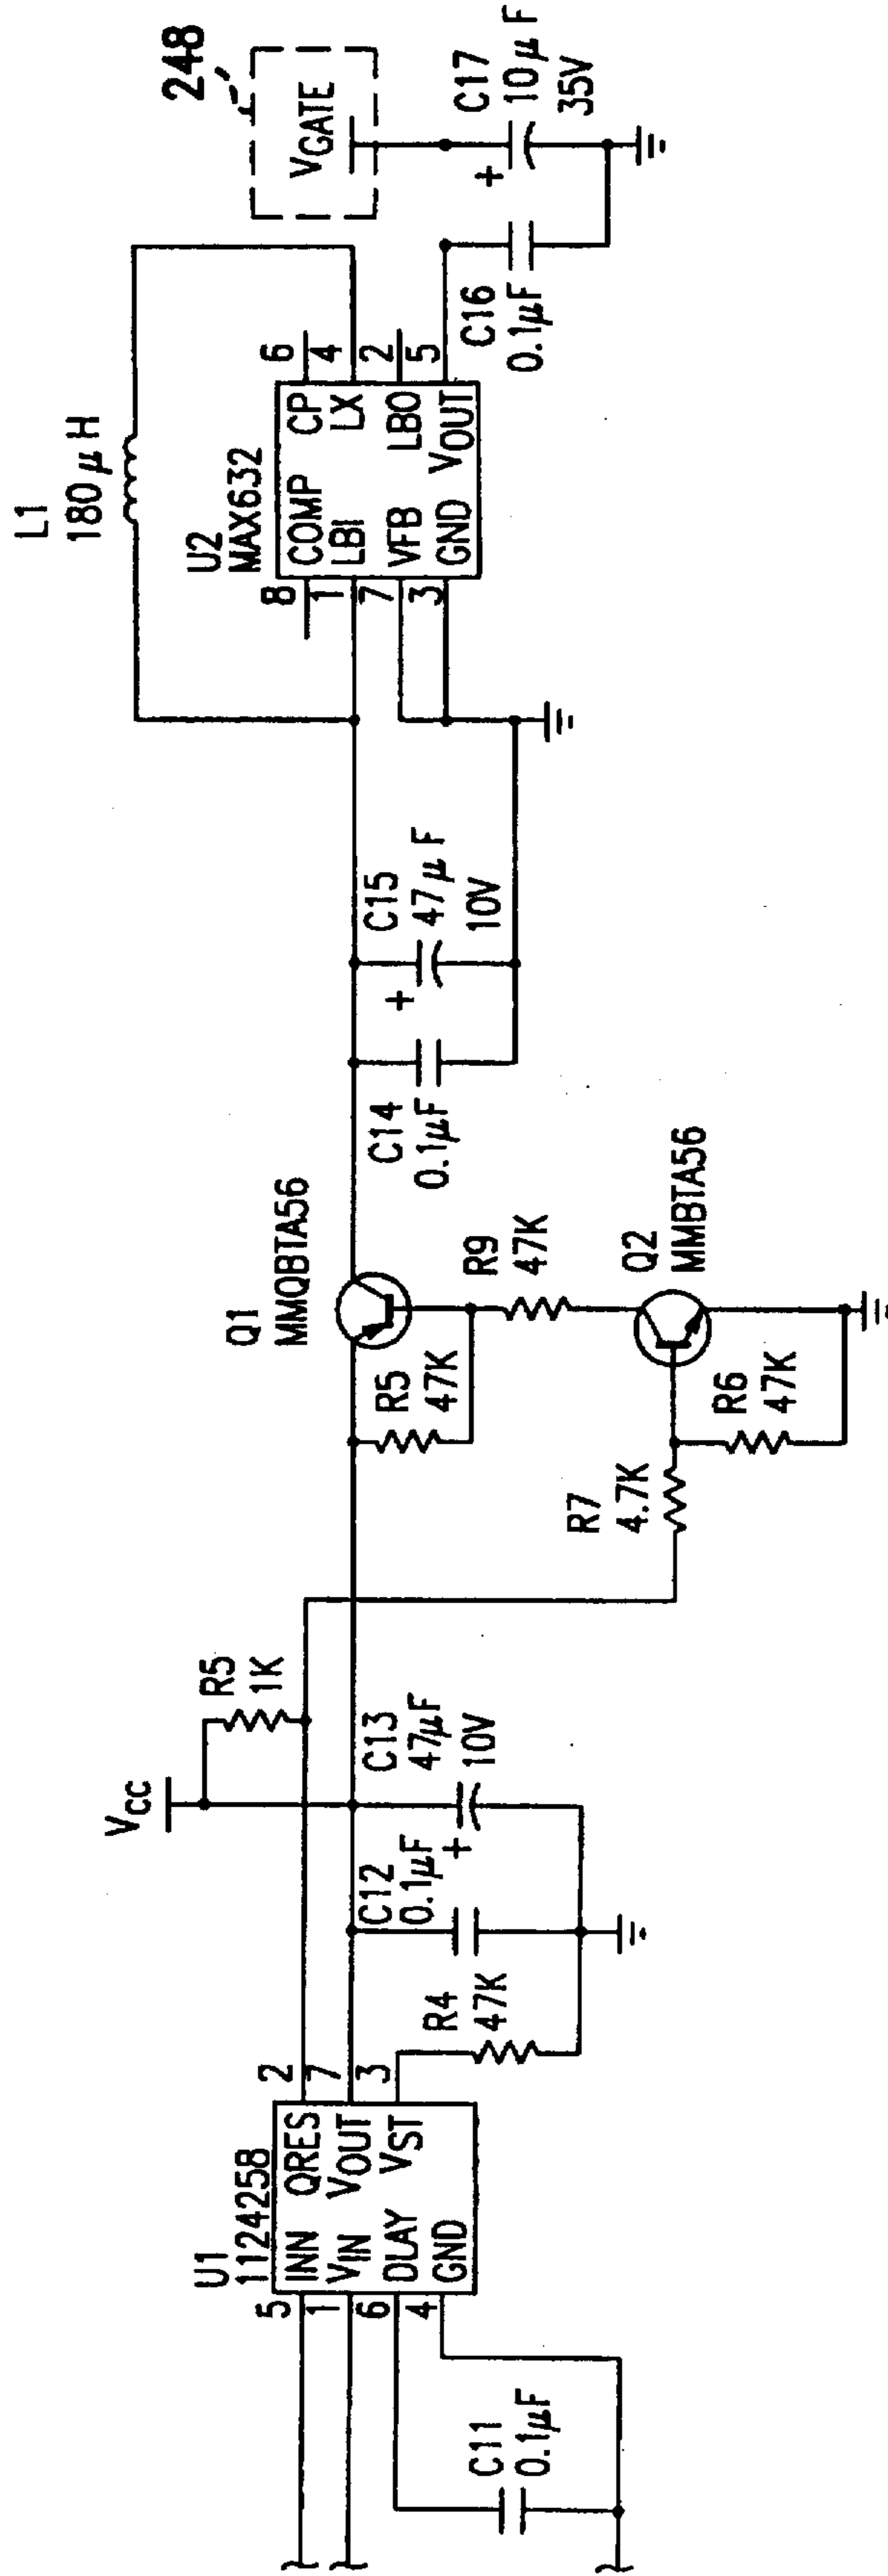 U1
1124258
5
INN
QRES
2
1
VIN
VOUT
7
6
DLAY
VST
3
4
GND
C11
0.1μF
R4
47K
C12
0.1μF
+
C13
47μF
10V
VCC
R5
1K
R7
4.7K
R6
47K
R5
47K
Q1
MMQBTA56
R9
47K
Q2
MMBTA56
C14
0.1μF
+
C15
47μF
10V
L1
180μH
U2
MAX632
8
COMP
CP
6
1
LBI
LX
4
7
VFB
LBO
2
3
GND
VOUT
5
C16
0.1μF
+
C17
10μF
35V
VGATE
248